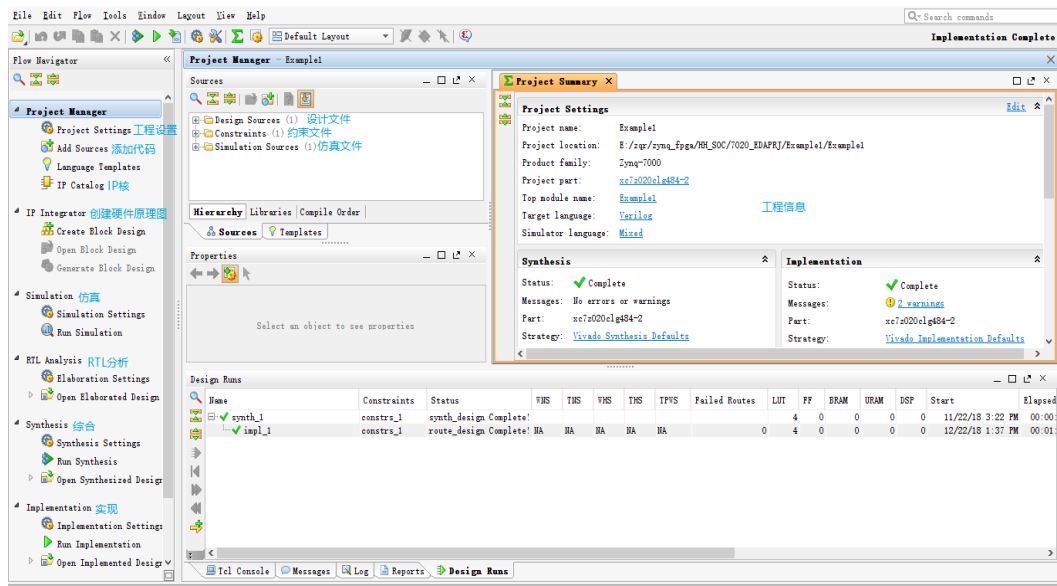 File Edit Flow Tools Window Layout View Help
Search commands
Default Layout
Implementation Complete
Flow Navigator
Project Manager
Project Settings 工程设置
Add Sources 添加代码
Language Templates
IP Catalog IP核
IP Integrator 创建硬件原理图
Create Block Design
Open Block Design
Generate Block Design
Simulation 仿真
Simulation Settings
Run Simulation
RTL Analysis RTL分析
Elaboration Settings
Open Elaborated Design
Synthesis 综合
Synthesis Settings
Run Synthesis
Open Synthesized Desigr
Implementation 实现
Implementation Settings
Run Implementation
Open Implemented Desigr
Project Manager - Example1
Sources
Design Sources (1) 设计文件
Constraints (1) 约束文件
Simulation Sources (1) 仿真文件
Hierarchy Libraries Compile Order
Sources Templates
Properties
Select an object to see properties
Project Summary
Project Settings Edit
Project name: Example1
Project location: E:/zqr/zynq_fpga/HH_SOC/7020_EDAPRJ/Example1/Example1
Product family: Zynq-7000
Project part: xc7z020clg484-2
Top module name: Example1
工程信息
Target language: Verilog
Simulator language: Mixed
Synthesis
Status: Complete
Messages: No errors or warnings
Part: xc7z020clg484-2
Strategy: Vivado Synthesis Defaults
Implementation
Status: Complete
Messages: 2 warnings
Part: xc7z020clg484-2
Strategy: Vivado Implementation Defaults
Design Runs
Name Constraints Status WNS TNS WHS THS TPWS Failed Routes LUT FF BRAM URAM DSP Start Elapsed
synth_1 constrs_1 synth_design Complete! 4 0 0 0 0 11/22/18 3:22 PM 00:00:
impl_1 constrs_1 route_design Complete! NA NA NA NA NA 0 4 0 0 0 0 12/22/18 1:37 PM 00:01:
Tcl Console Messages Log Reports Design Runs